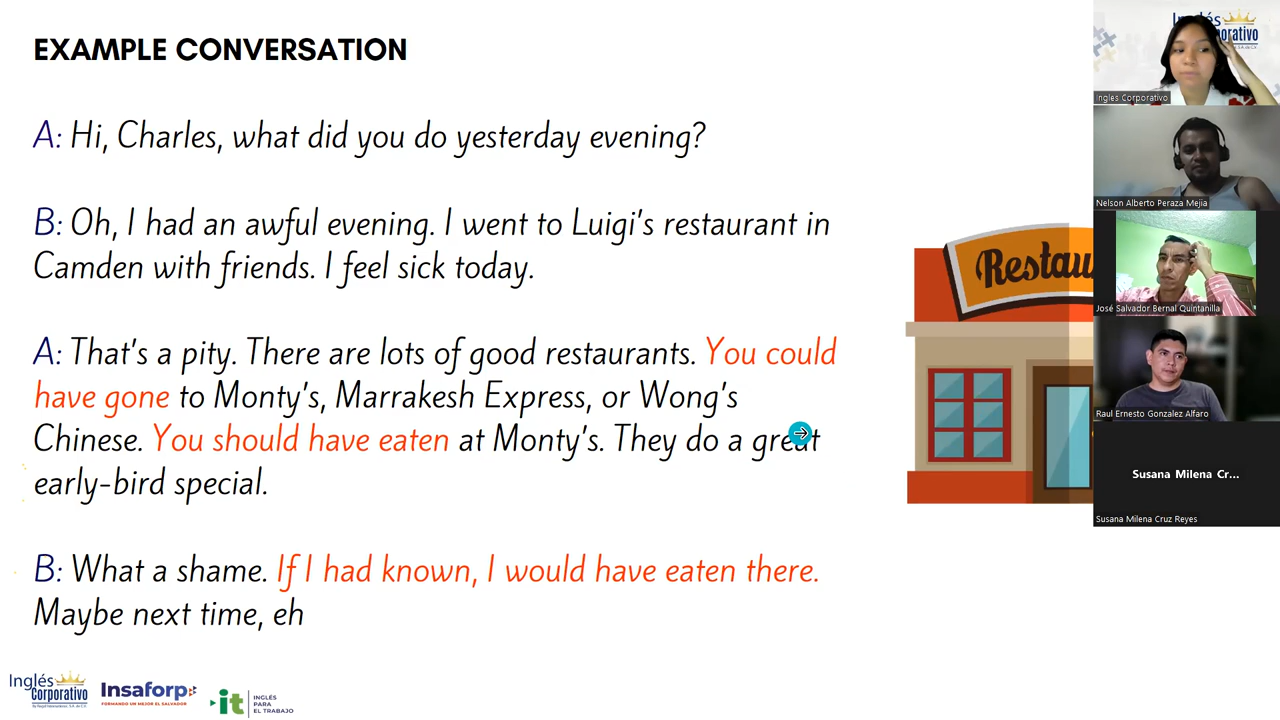 EXAMPLE CONVERSATION
A: Hi, Charles, what did you do yesterday evening?
B: Oh, I had an awful evening. I went to Luigi's restaurant in
Camden with friends. I feel sick today.
A: That's a pity. There are lots of good restaurants. You could
have gone to Monty's, Marrakesh Express, or Wong's
Chinese. You should have eaten at Monty's. They do a great
early-bird special.
B: What a shame. If I had known, I would have eaten there.
Maybe next time, eh
Restau
Inglés Corporativo
Nelson Alberto Peraza Mejia
José Salvador Bernal Quintanilla
Raul Ernesto Gonzalez Alfaro
Susana Milena Cr...
Susana Milena Cruz Reyes
Inglés
Corporativo
Insaforp
FORMANDO UN MEJOR EL SALVADOR
it
INGLÉS
PARA
EL TRABAJO